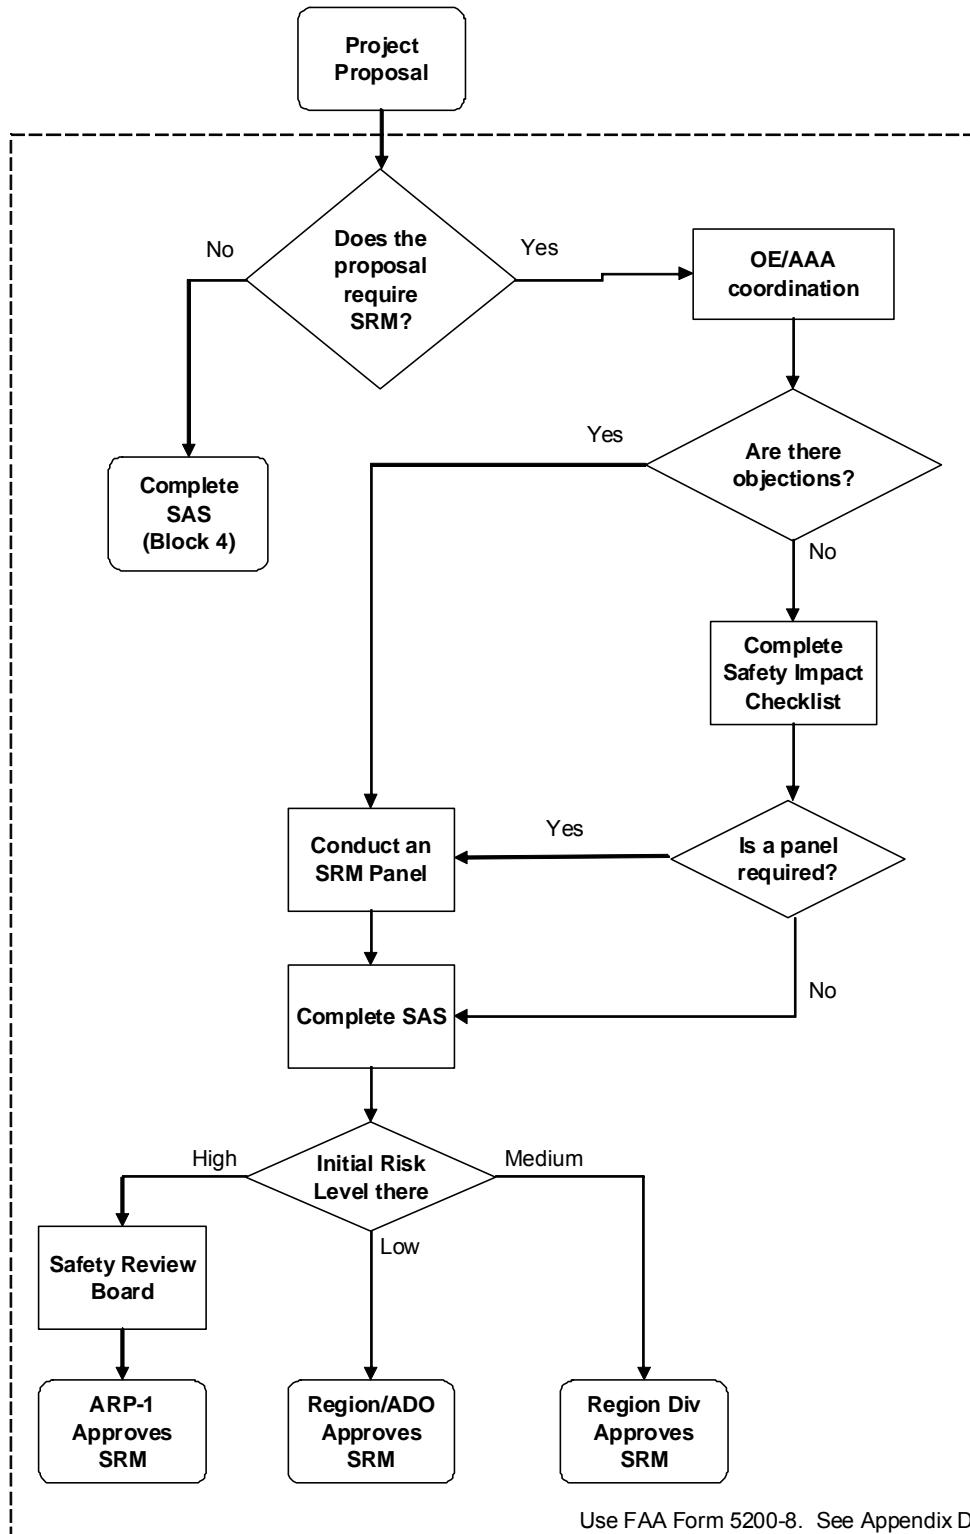 Project
Proposal
Does the
proposal
require
SRM?
No
Yes
OE/AAA
coordination
Yes
Are there
objections?
Complete
SAS
(Block 4)
No
Complete
Safety Impact
Checklist
Conduct an
SRM Panel
Yes
Is a panel
required?
No
Complete SAS
High
Initial Risk
Level there
Medium
Low
Safety Review
Board
ARP-1
Approves
SRM
Region/ADO
Approves
SRM
Region Div
Approves
SRM
Use FAA Form 5200-8.  See Appendix D